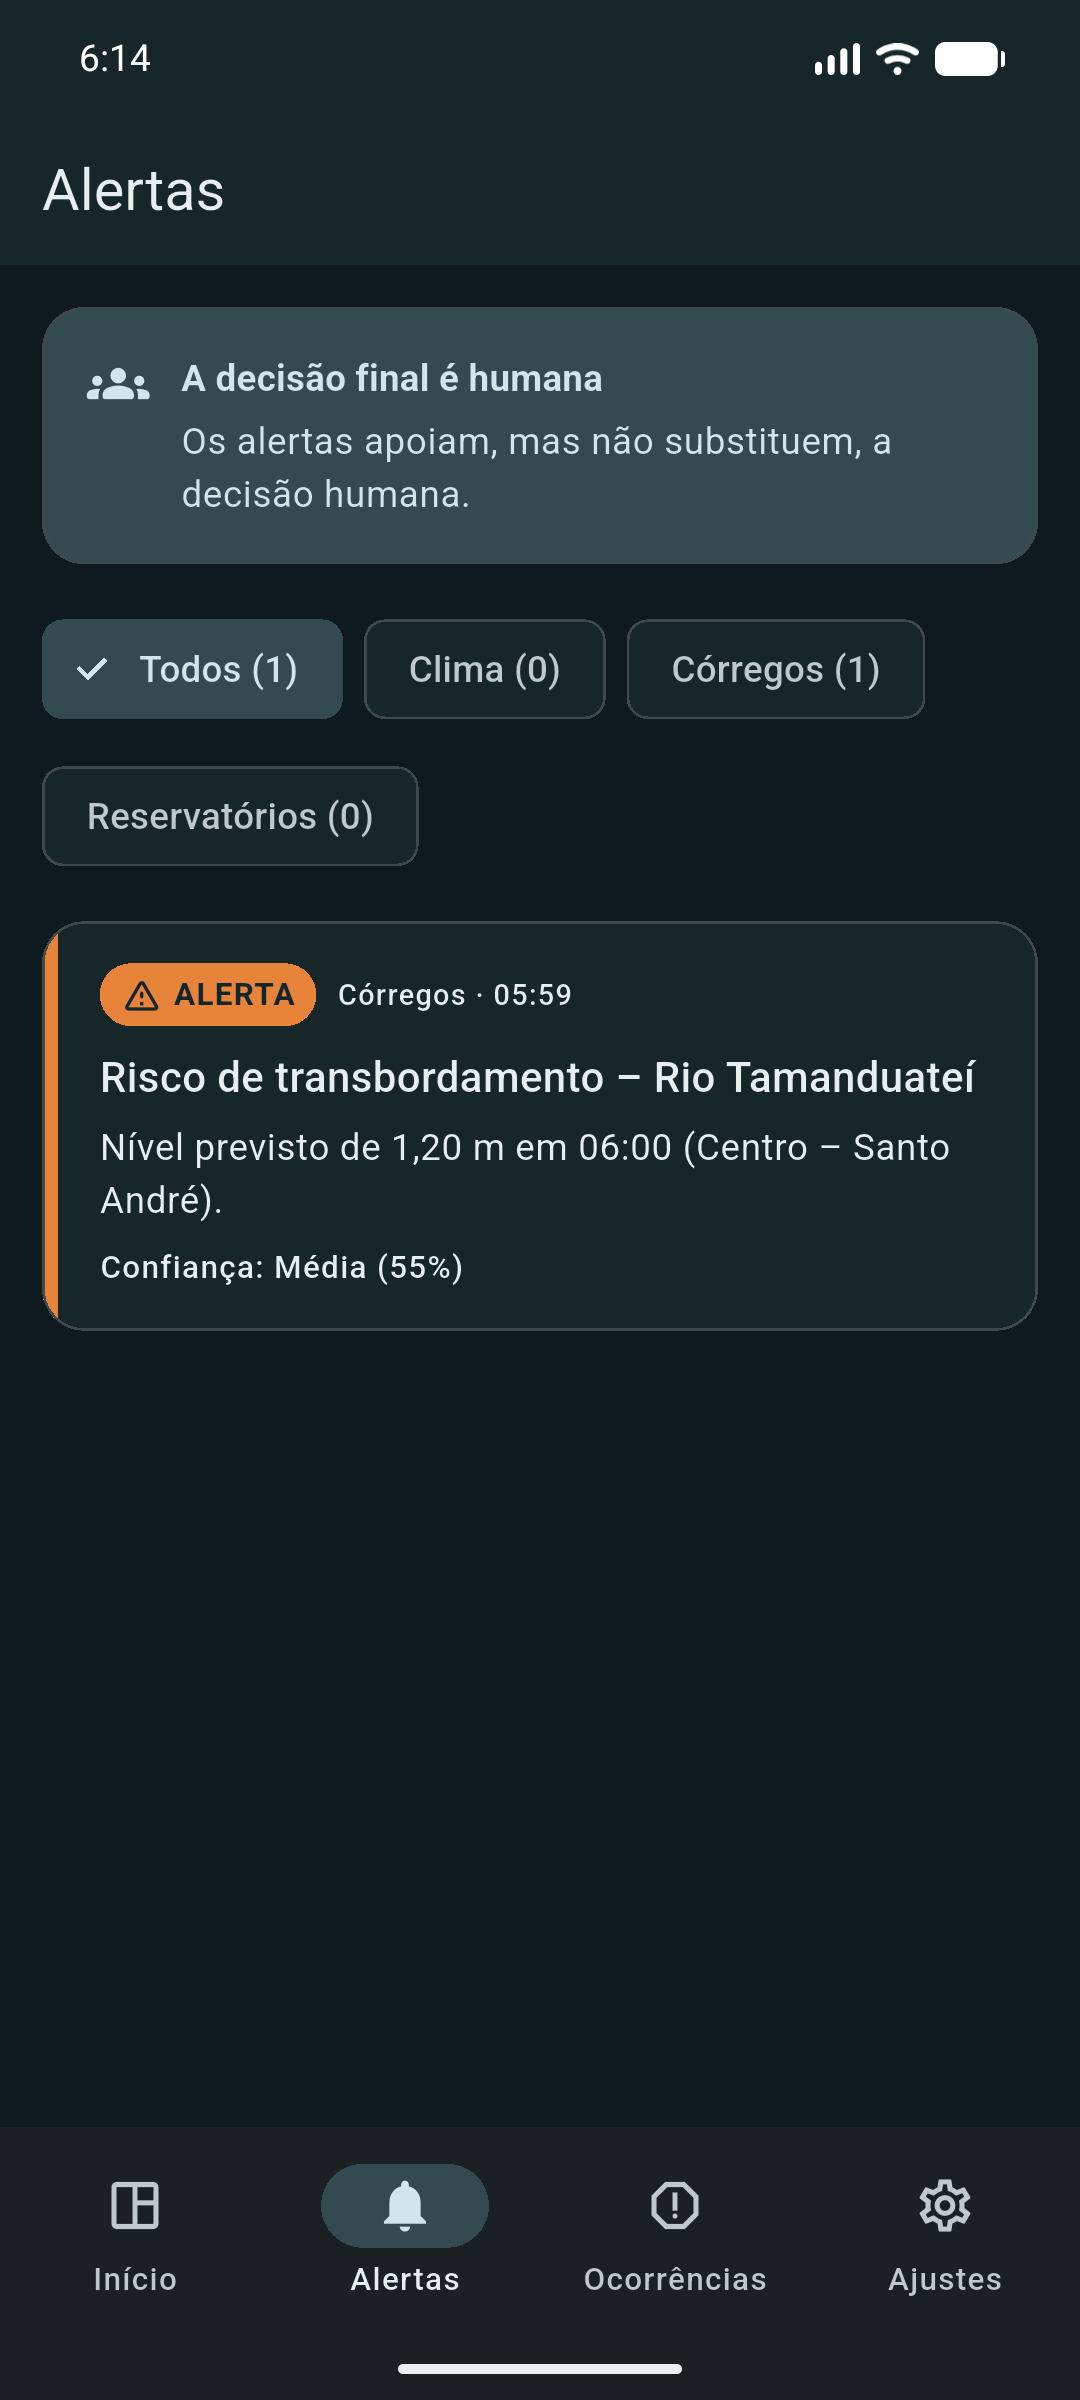 6:14
Alertas
A decisão final é humana
Os alertas apoiam, mas não substituem, a
decisão humana.
Todos (1)
Clima (0)
Córregos (1)
Reservatórios (0)
ALERTA
Córregos · 05:59
Risco de transbordamento – Rio Tamanduateí
Nível previsto de 1,20 m em 06:00 (Centro – Santo
André).
Confiança: Média (55%)
Início
Alertas
Ocorrências
Ajustes